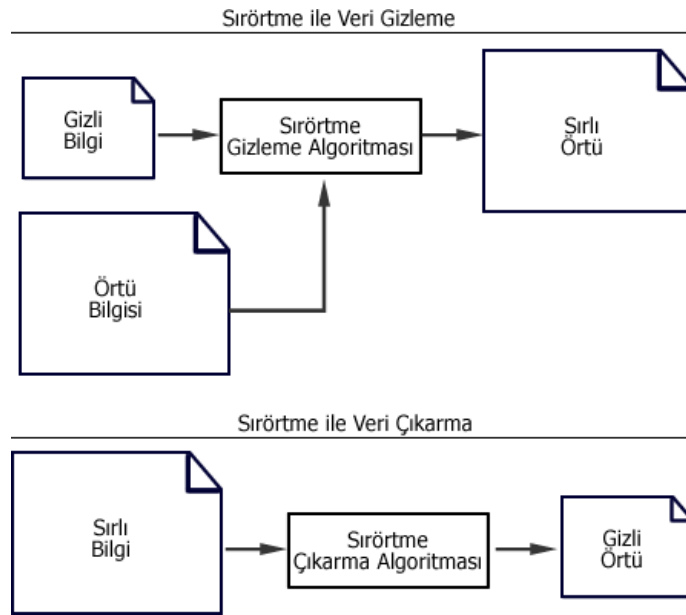 Sırörtme ile Veri Gizleme
Gizli
Bilgi
Sırörtme
Gizleme Algoritması
Sırlı
Örtü
Örtü
Bilgisi
Sırörtme ile Veri Çıkarma
Sırlı
Bilgi
Sırörtme
Çıkarma Algoritması
Gizli
Örtü